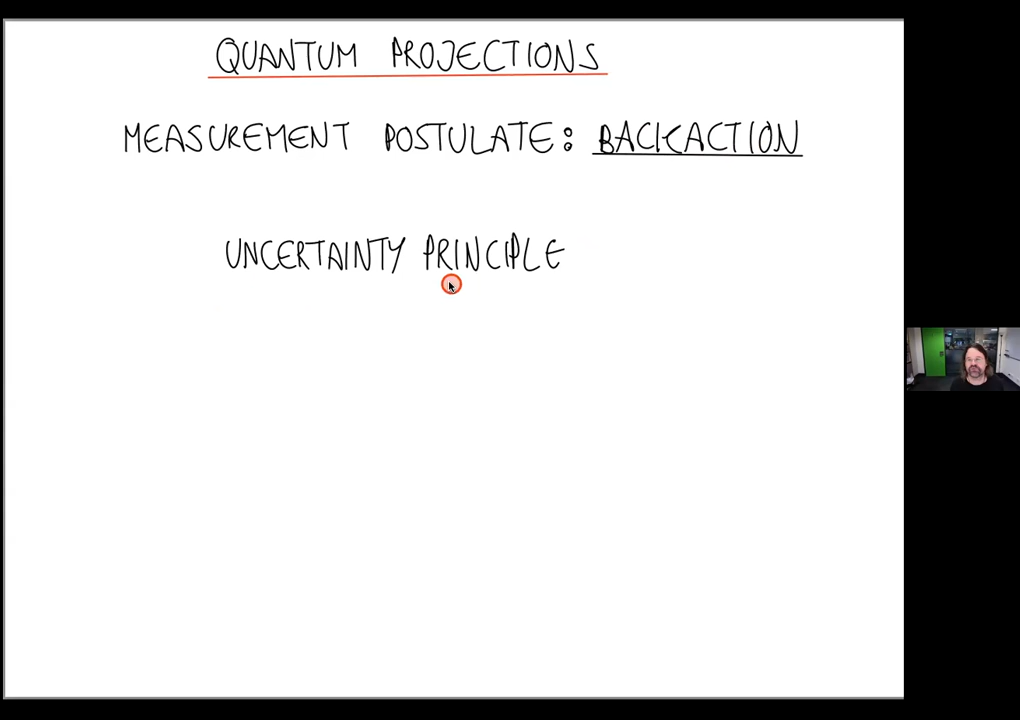 QUANTUM PROJECTIONS
MEASUREMENT POSTULATE: BACKACTION
UNCERTAINTY PRINCIPLE